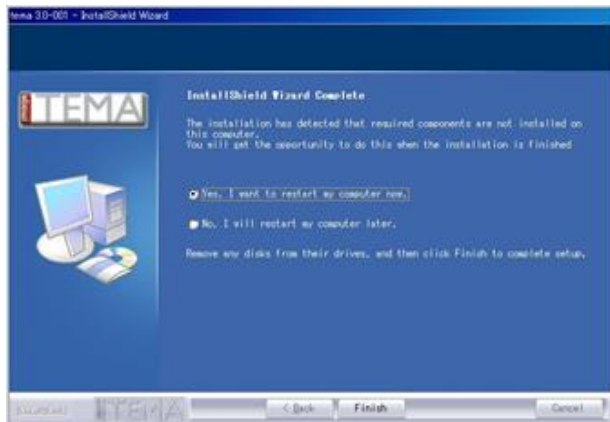 tema 3.0-001 - InstallShield Wizard
TEMA
InstallShield Wizard Complete
The installation has detected that required components are not installed on
this computer.
You will get the opportunity to do this when the installation is finished
Yes, I want to restart my computer now.
No, I will restart my computer later.
Remove any disks from their drives, and then click Finish to complete setup.
InstallShield
TEMA
< Back
Finish
Cancel